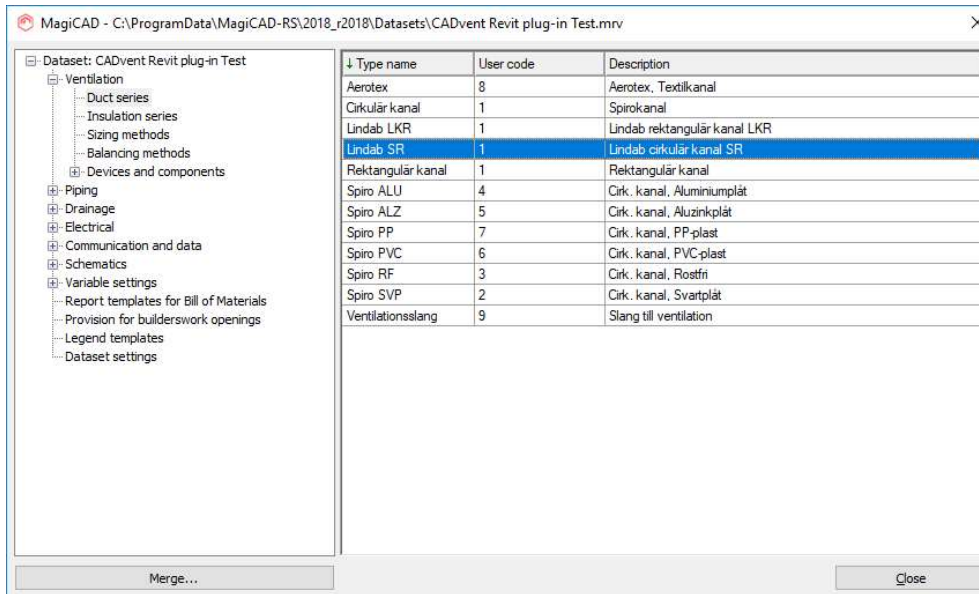 MagiCAD - C:\ProgramData\MagiCAD-RS\2018_r2018\Datasets\CADvent Revit plug-in Test.mrv
Dataset: CADvent Revit plug-in Test
Ventilation
Duct series
Insulation series
Sizing methods
Balancing methods
Devices and components
Piping
Drainage
Electrical
Communication and data
Schematics
Variable settings
Report templates for Bill of Materials
Provision for builderswork openings
Legend templates
Dataset settings
↓ Type name User code Description
Aerotex 8 Aerotex, Textilkanal
Cirkulär kanal 1 Spirokanal
Lindab LKR 1 Lindab rektangulär kanal LKR
Lindab SR 1 Lindab cirkulär kanal SR
Rektangulär kanal 1 Rektangulär kanal
Spiro ALU 4 Cirk. kanal, Aluminiumplåt
Spiro ALZ 5 Cirk. kanal, Aluzinkplåt
Spiro PP 7 Cirk. kanal, PP-plast
Spiro PVC 6 Cirk. kanal, PVC-plast
Spiro RF 3 Cirk. kanal, Rostfri
Spiro SVP 2 Cirk. kanal, Svartplåt
Ventilationsslang 9 Slang till ventilation
Merge... Close